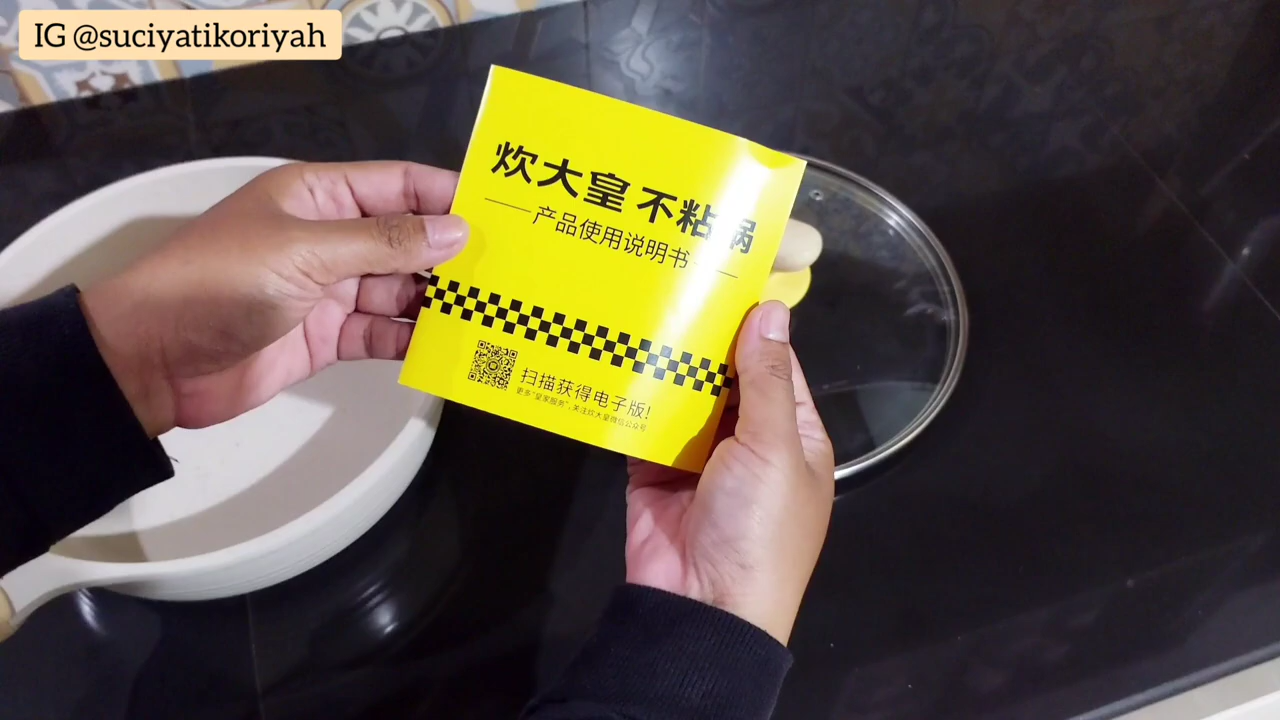 IG @suciyatikoriyah
炊大皇 不粘锅
产品使用说明书
扫描获得电子版!
更多"皇家服务",关注炊大皇微信公众号